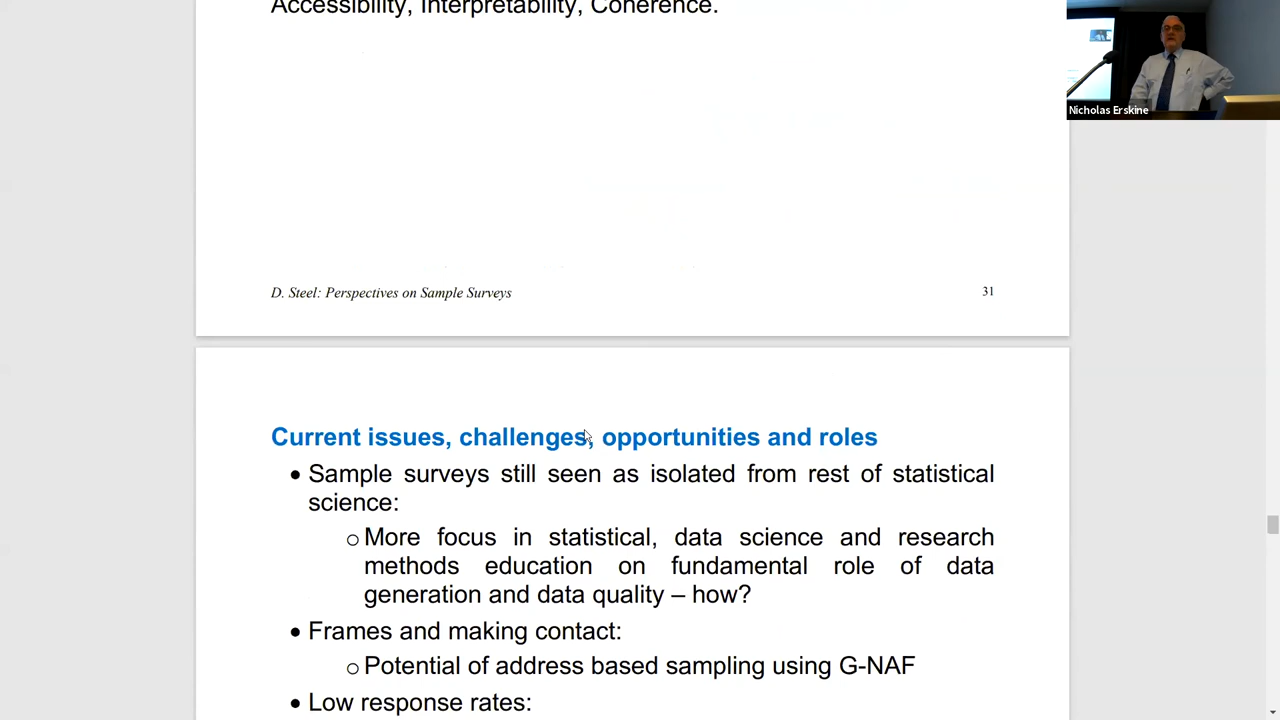 Accessibility, Interpretability, Coherence.
Nicholas Erskine
D. Steel: Perspectives on Sample Surveys 31
Current issues, challenges, opportunities and roles
• Sample surveys still seen as isolated from rest of statistical
science:
o More focus in statistical, data science and research
methods education on fundamental role of data
generation and data quality – how?
• Frames and making contact:
o Potential of address based sampling using G-NAF
• Low response rates: